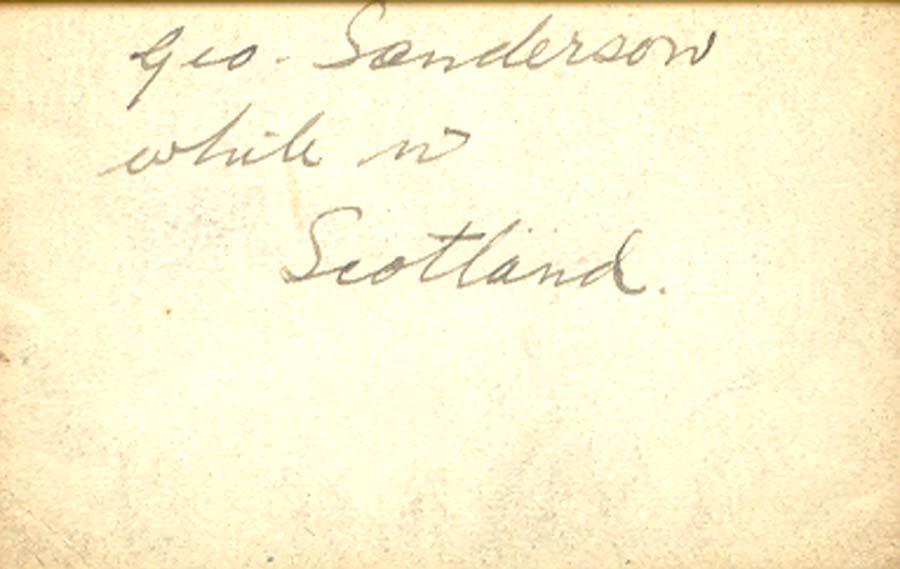 Geo. Sanderson
while in
Scotland.